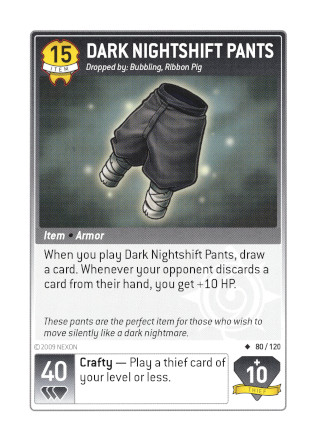 15
ITEM
DARK NIGHTSHIFT PANTS
Dropped by: Bubbling, Ribbon Pig
Item • Armor
When you play Dark Nightshift Pants, draw
a card. Whenever your opponent discards a
card from their hand, you get +10 HP.
These pants are the perfect item for those who wish to
move silently like a dark nightmare.
©2009 NEXON
◆ 80/120
40
Crafty — Play a thief card of
your level or less.
+
10
THIEF